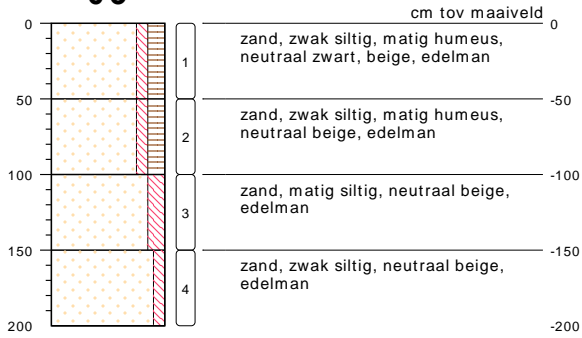 cm tov maaiveld
0
0
zand, zwak siltig, matig humeus,
neutraal zwart, beige, edelman
1
50
-50
zand, zwak siltig, matig humeus,
neutraal beige, edelman
2
100
-100
zand, matig siltig, neutraal beige,
edelman
3
150
-150
zand, zwak siltig, neutraal beige,
edelman
4
200
-200